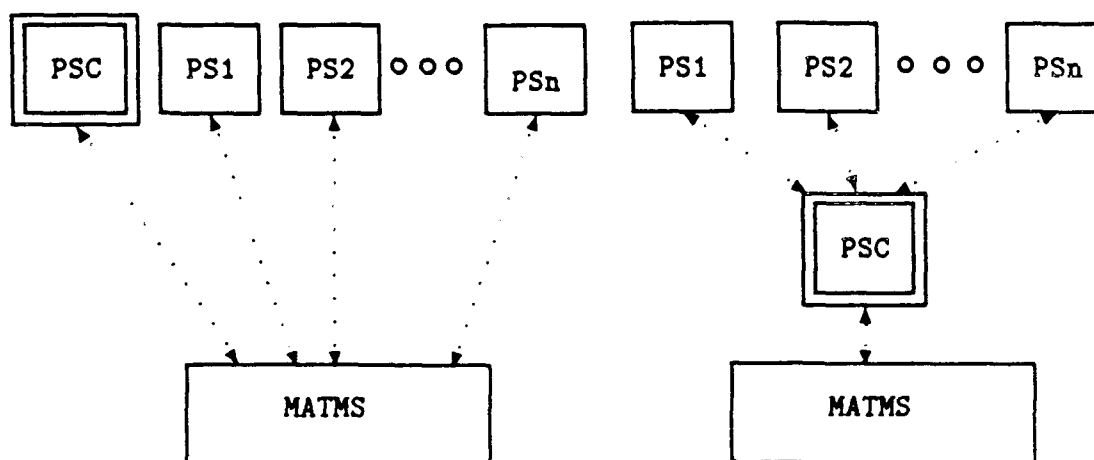 PSC PS1 PS2 o o o PSn
PS1 PS2 o o o PSn
PSC
MATMS
MATMS